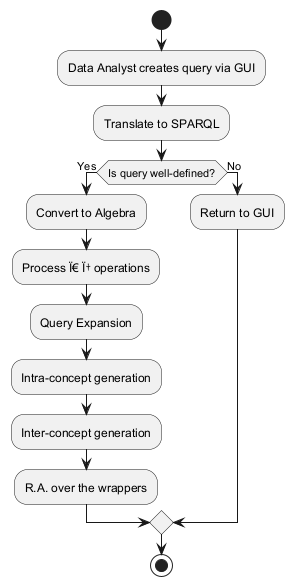 Data Analyst creates query via GUI
Translate to SPARQL
Is query well-defined?
Yes
No
Convert to Algebra
Return to GUI
Process Ï€ Ï† operations
Query Expansion
Intra-concept generation
Inter-concept generation
R.A. over the wrappers